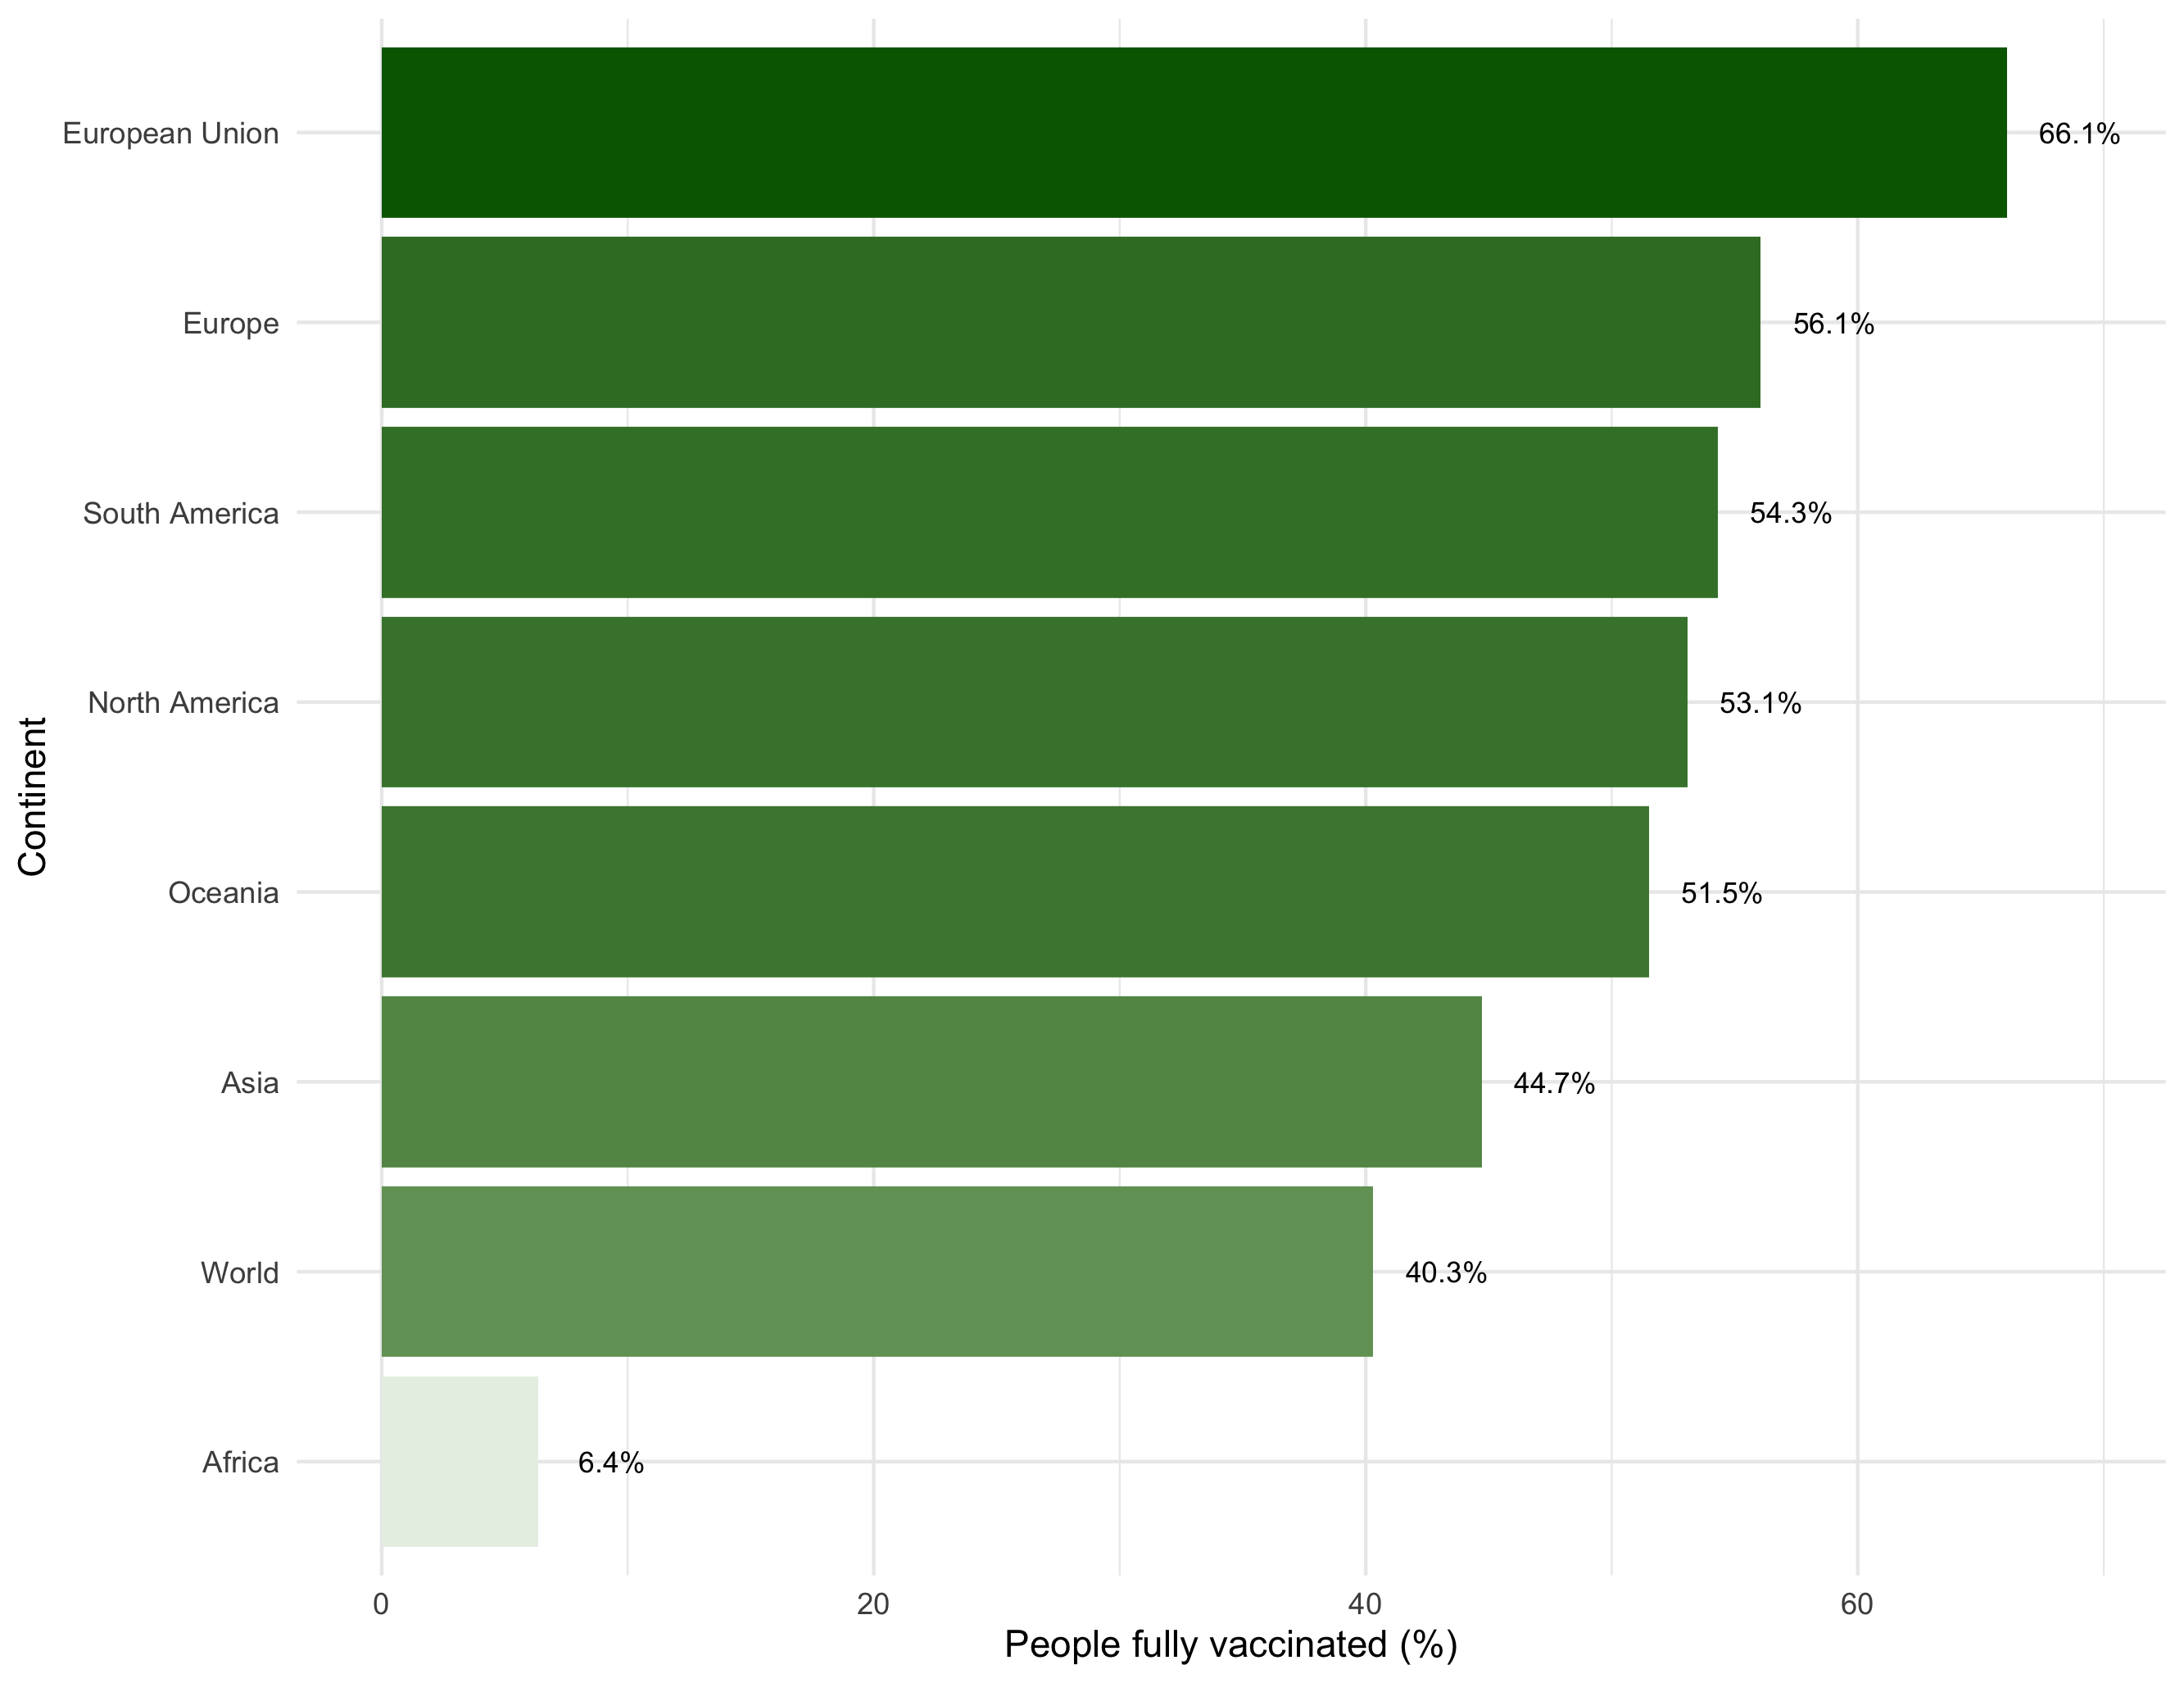 European Union 66.1%
Europe 56.1%
South America 54.3%
North America 53.1%
Continent
Oceania 51.5%
Asia 44.7%
World 40.3%
Africa 6.4%
0 20 40 60
People fully vaccinated (%)